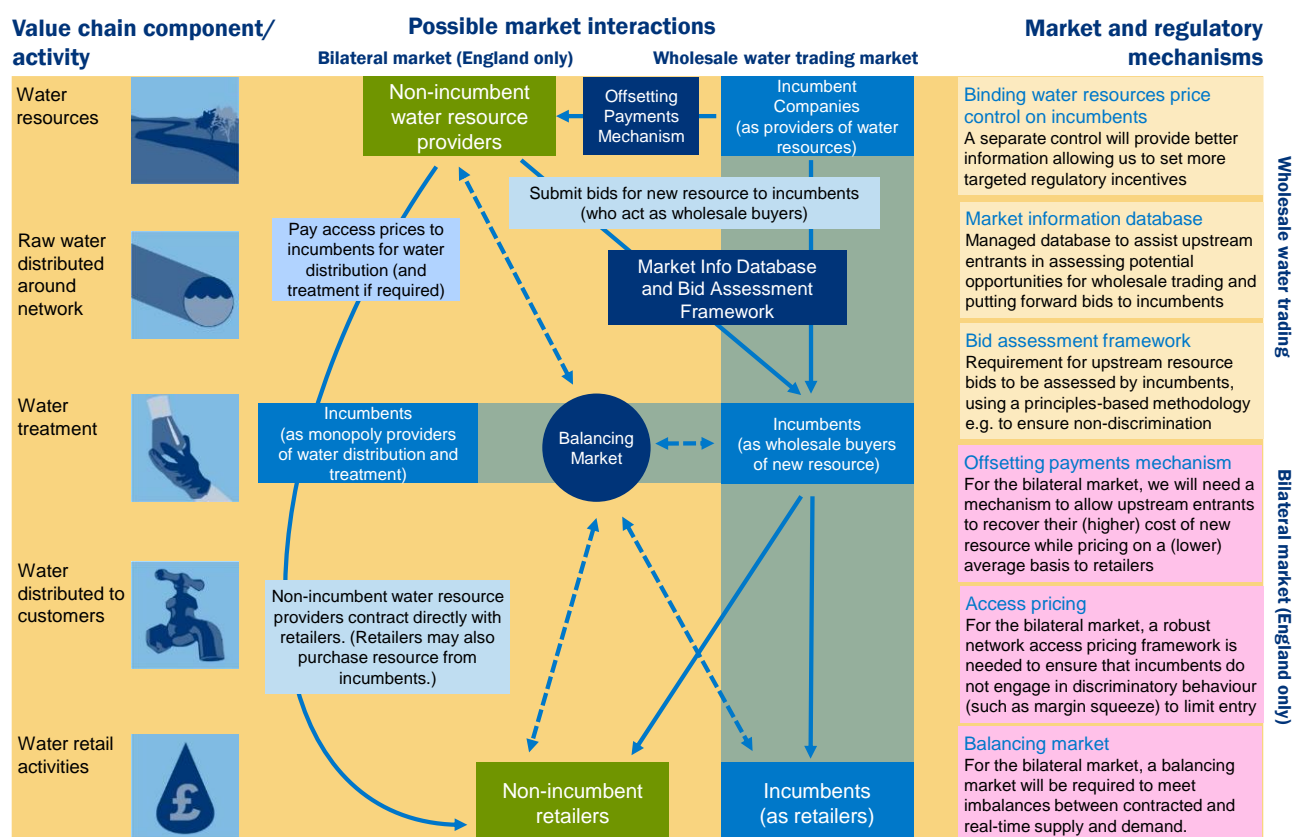 Value chain component/
activity
Possible market interactions
Bilateral market (England only)
Wholesale water trading market
Market and regulatory
mechanisms
Water
resources
Non-incumbent
water resource
providers
Offsetting
Payments
Mechanism
Incumbent
Companies
(as providers of water
resources)
Submit bids for new resource to incumbents
(who act as wholesale buyers)
Pay access prices to
incumbents for water
distribution (and
treatment if required)
Raw water
distributed
around
network
Market Info Database
and Bid Assessment
Framework
Water
treatment
Incumbents
(as monopoly providers
of water distribution and
treatment)
Balancing
Market
Incumbents
(as wholesale buyers
of new resource)
Water
distributed to
customers
Non-incumbent water resource
providers contract directly with
retailers. (Retailers may also
purchase resource from
incumbents.)
Water retail
activities
£
Non-incumbent
retailers
Incumbents
(as retailers)
Binding water resources price
control on incumbents
A separate control will provide better
information allowing us to set more
targeted regulatory incentives
Market information database
Managed database to assist upstream
entrants in assessing potential
opportunities for wholesale trading and
putting forward bids to incumbents
Bid assessment framework
Requirement for upstream resource
bids to be assessed by incumbents,
using a principles-based methodology
e.g. to ensure non-discrimination
Offsetting payments mechanism
For the bilateral market, we will need a
mechanism to allow upstream entrants
to recover their (higher) cost of new
resource while pricing on a (lower)
average basis to retailers
Access pricing
For the bilateral market, a robust
network access pricing framework is
needed to ensure that incumbents do
not engage in discriminatory behaviour
(such as margin squeeze) to limit entry
Balancing market
For the bilateral market, a balancing
market will be required to meet
imbalances between contracted and
real-time supply and demand.
Wholesale water trading
Bilateral market (England only)